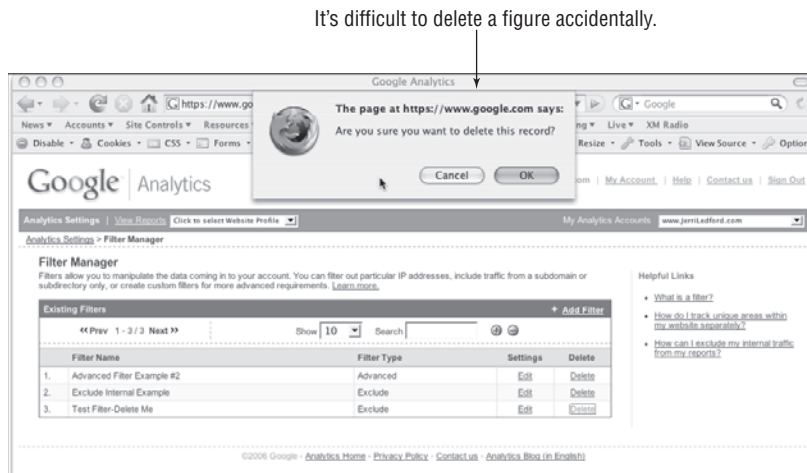 It's difficult to delete a figure accidentally.
Google Analytics
https://www.go
G Google
The page at https://www.google.com says:
Are you sure you want to delete this record?
Cancel OK
News Accounts Site Controls Resources
Live XM Radio
Disable Cookies CSS Forms
Resize Tools View Source Option
Google Analytics
om | My Account | Help | Contact us | Sign Out
Analytics Settings | View Reports Click to select Website Profile
My Analytics Accounts www.JerriLedford.com
Analytics Settings > Filter Manager
Filter Manager
Filters allow you to manipulate the data coming in to your account. You can filter out particular IP addresses, include traffic from a subdomain or
subdirectory only, or create custom filters for more advanced requirements. Learn more.
Helpful Links
What is a filter?
How do I track unique areas within
my website separately?
How can I exclude my internal traffic
from my reports?
Existing Filters + Add Filter
‹‹ Prev 1 - 3 / 3 Next ›› Show 10 Search
Filter Name Filter Type Settings Delete
1. Advanced Filter Example #2 Advanced Edit Delete
2. Exclude Internal Example Exclude Edit Delete
3. Test Filter-Delete Me Exclude Edit Delete
©2006 Google - Analytics Home - Privacy Policy - Contact us - Analytics Blog (in English)